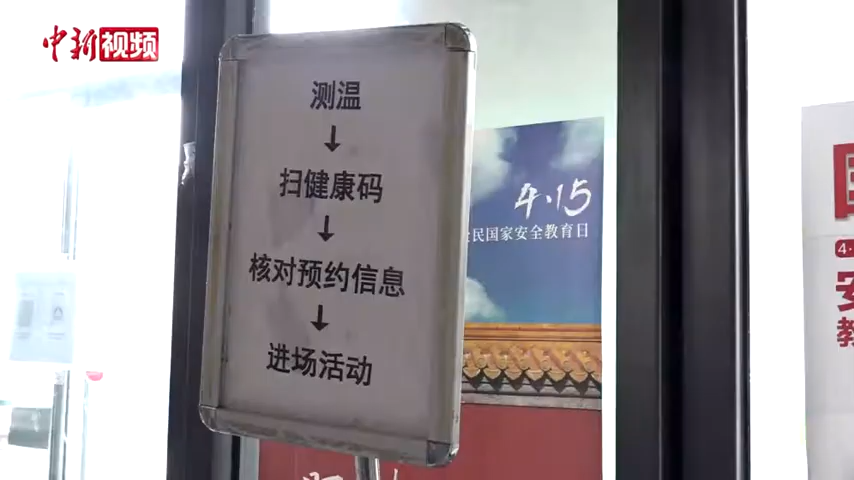 中新视频
测温
↓
扫健康码
↓
核对预约信息
↓
进场活动
4·15
民国家安全教育日